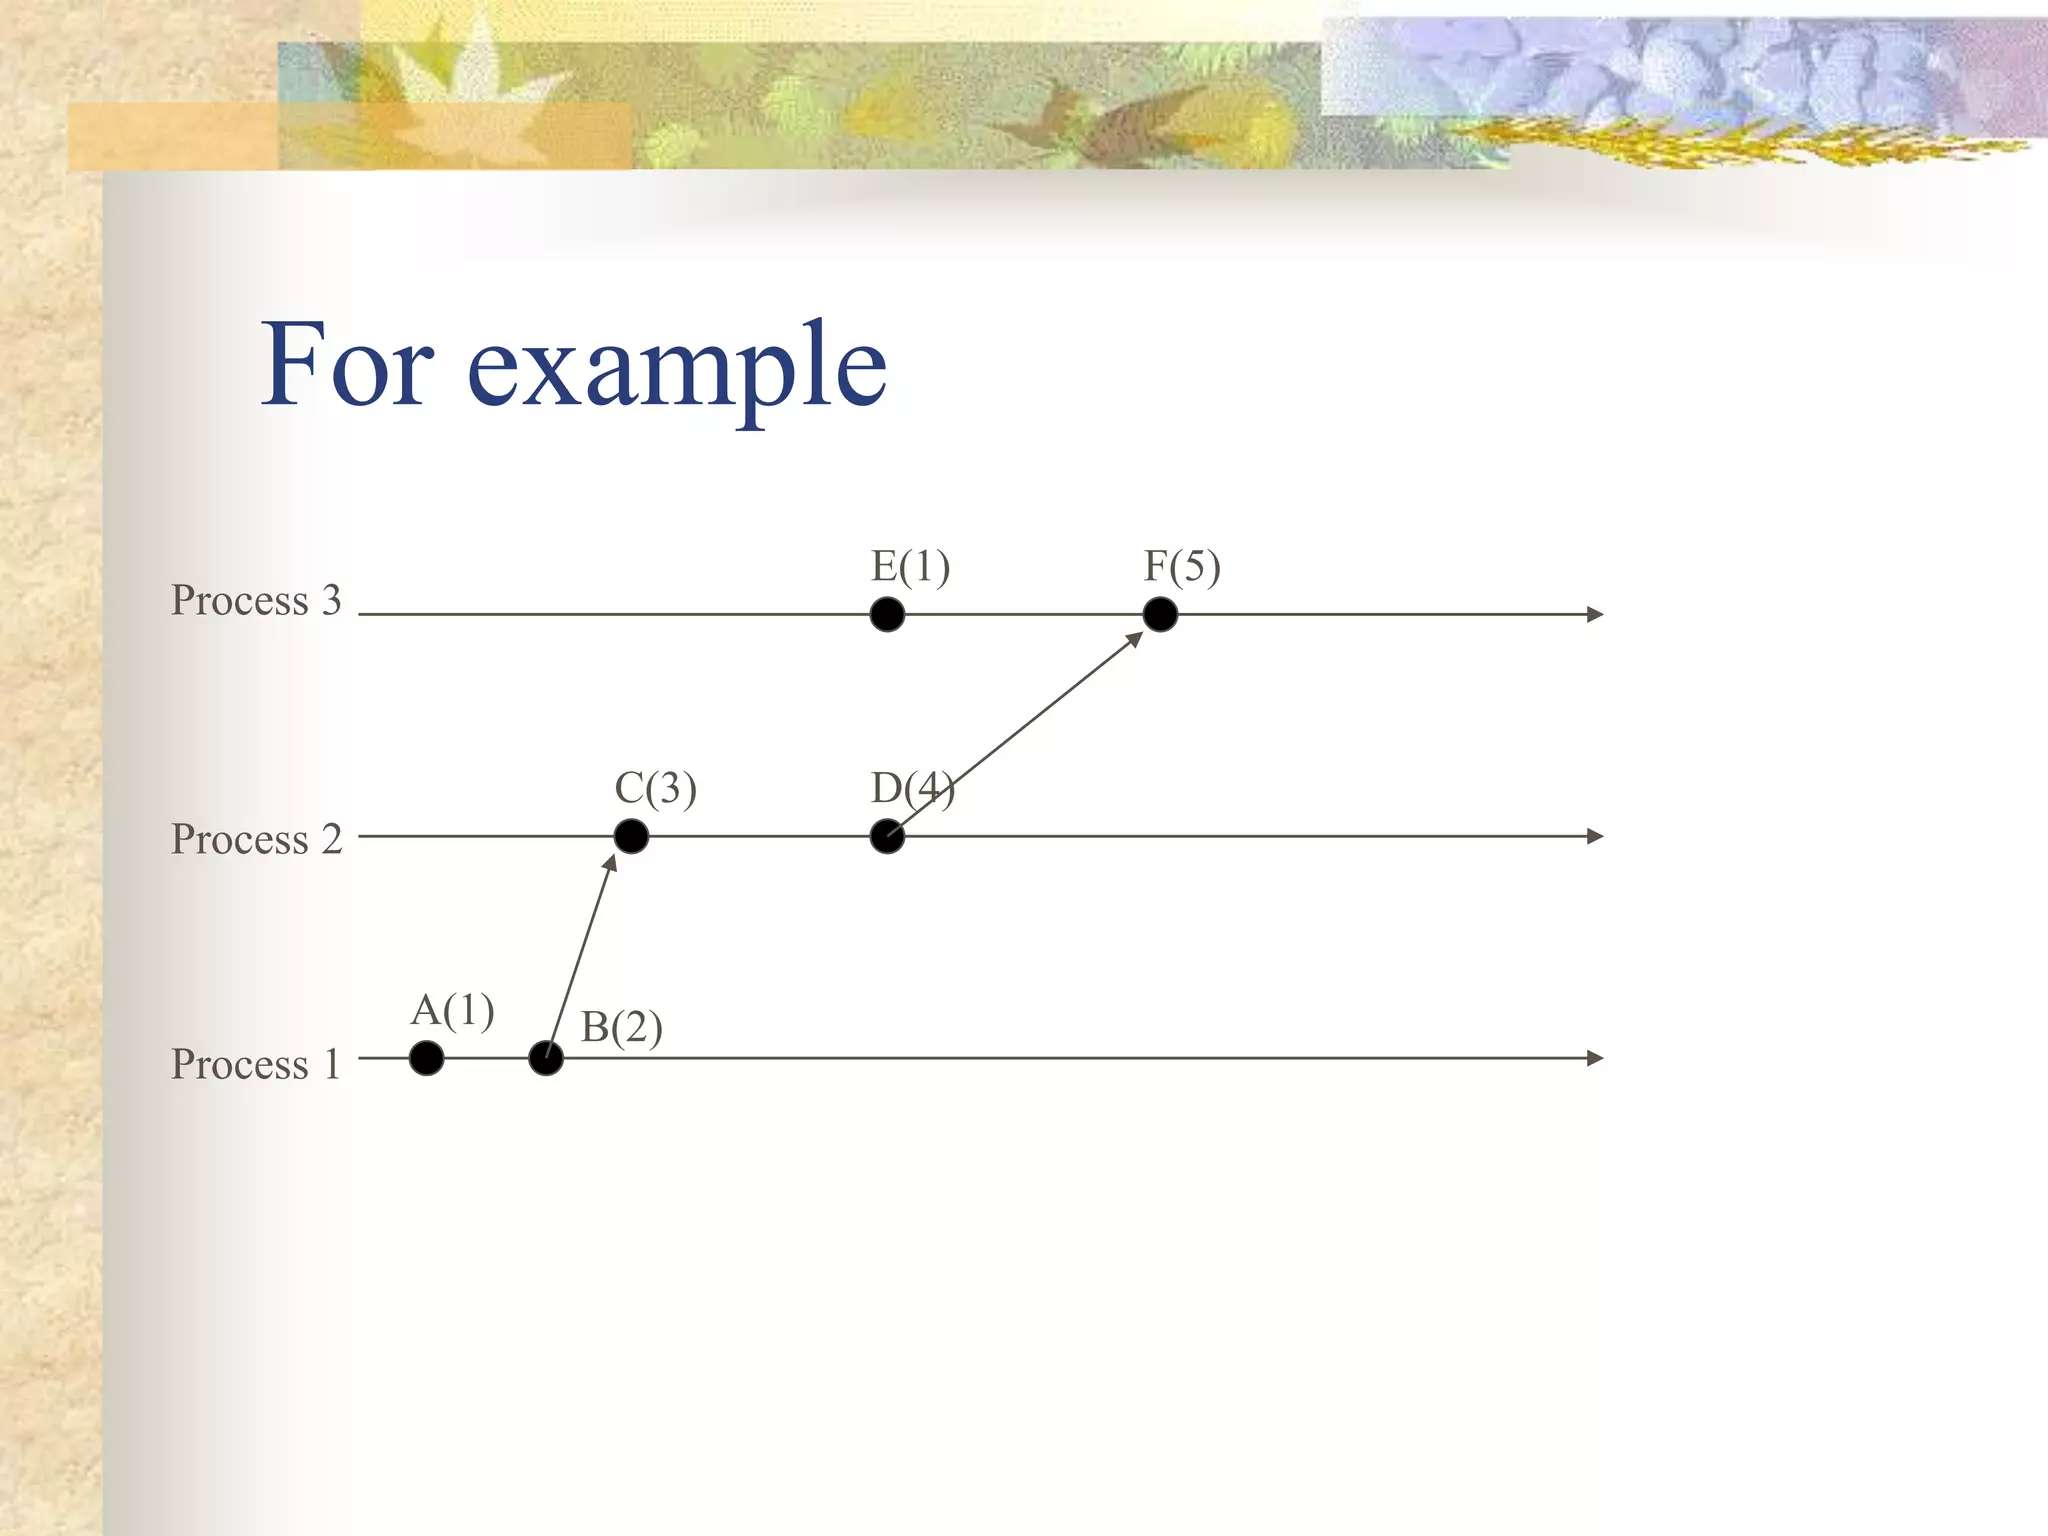 For example
E(1)
F(5)
Process 3
C(3)
D(4)
Process 2
A(1)
B(2)
Process 1